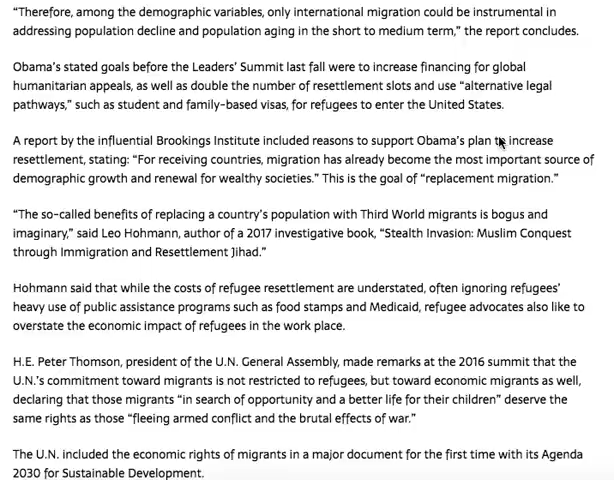 “Therefore, among the demographic variables, only international migration could be instrumental in
addressing population decline and population aging in the short to medium term,” the report concludes.
Obama’s stated goals before the Leaders’ Summit last fall were to increase financing for global
humanitarian appeals, as well as double the number of resettlement slots and use “alternative legal
pathways,” such as student and family-based visas, for refugees to enter the United States.
A report by the influential Brookings Institute included reasons to support Obama’s plan to increase
resettlement, stating: “For receiving countries, migration has already become the most important source of
demographic growth and renewal for wealthy societies.” This is the goal of “replacement migration.”
“The so-called benefits of replacing a country’s population with Third World migrants is bogus and
imaginary,” said Leo Hohmann, author of a 2017 investigative book, “Stealth Invasion: Muslim Conquest
through Immigration and Resettlement Jihad.”
Hohmann said that while the costs of refugee resettlement are understated, often ignoring refugees’
heavy use of public assistance programs such as food stamps and Medicaid, refugee advocates also like to
overstate the economic impact of refugees in the work place.
H.E. Peter Thomson, president of the U.N. General Assembly, made remarks at the 2016 summit that the
U.N.’s commitment toward migrants is not restricted to refugees, but toward economic migrants as well,
declaring that those migrants “in search of opportunity and a better life for their children” deserve the
same rights as those “fleeing armed conflict and the brutal effects of war.”
The U.N. included the economic rights of migrants in a major document for the first time with its Agenda
2030 for Sustainable Development.